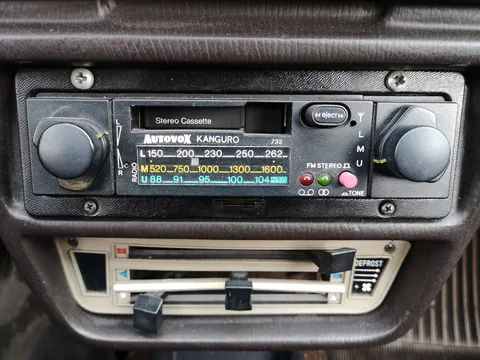 Stereo Cassette
◄◄eject►►
AUTOVOX KANGURO 732
L 150 200 230 250 262
M 520 750 1000 1300 1600
U 88 91 95 100 104
L
R
RADIO
FM STEREO
TONE
L
M
U
DEFROST